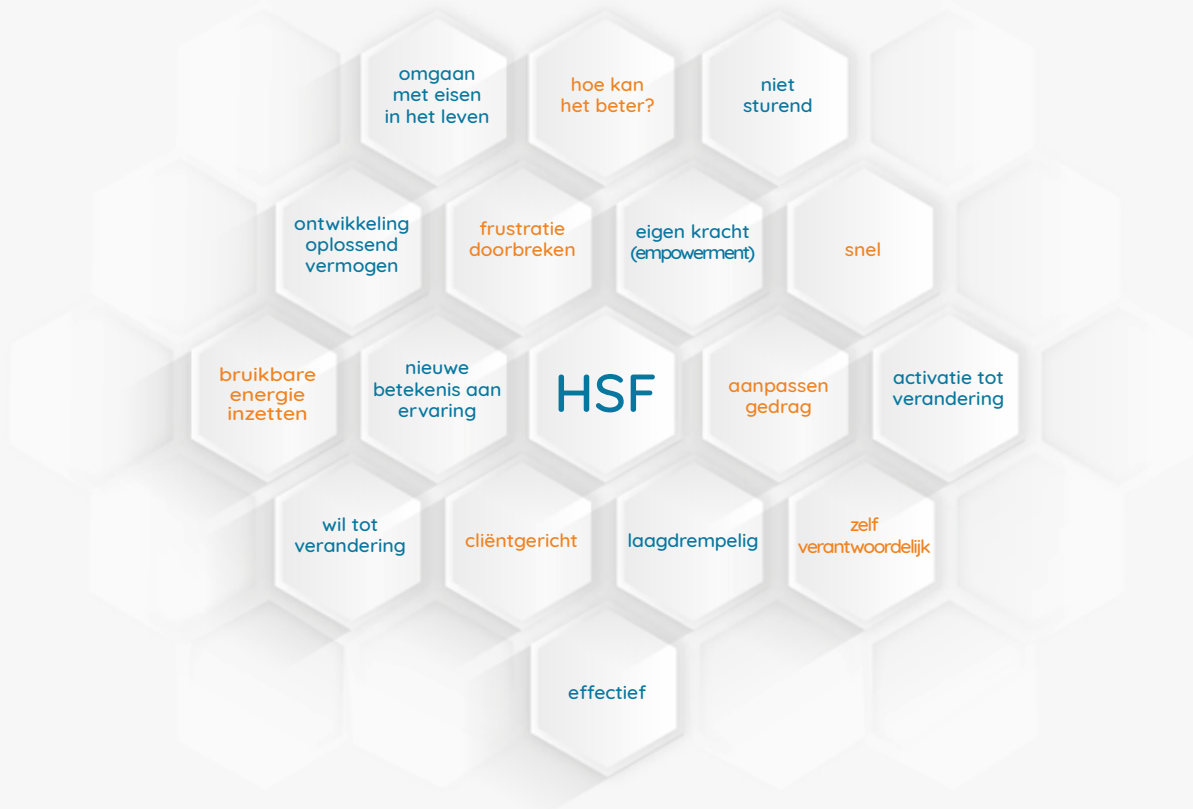 omgaan
met eisen
in het leven
hoe kan
het beter?
niet
sturend
ontwikkeling
oplossend
vermogen
frustratie
doorbreken
eigen kracht
(empowerment)
snel
bruikbare
energie
inzetten
nieuwe
betekenis aan
ervaring
HSF
aanpassen
gedrag
activatie tot
verandering
wil tot
verandering
cliëntgericht
laagdrempelig
zelf
verantwoordelijk
effectief